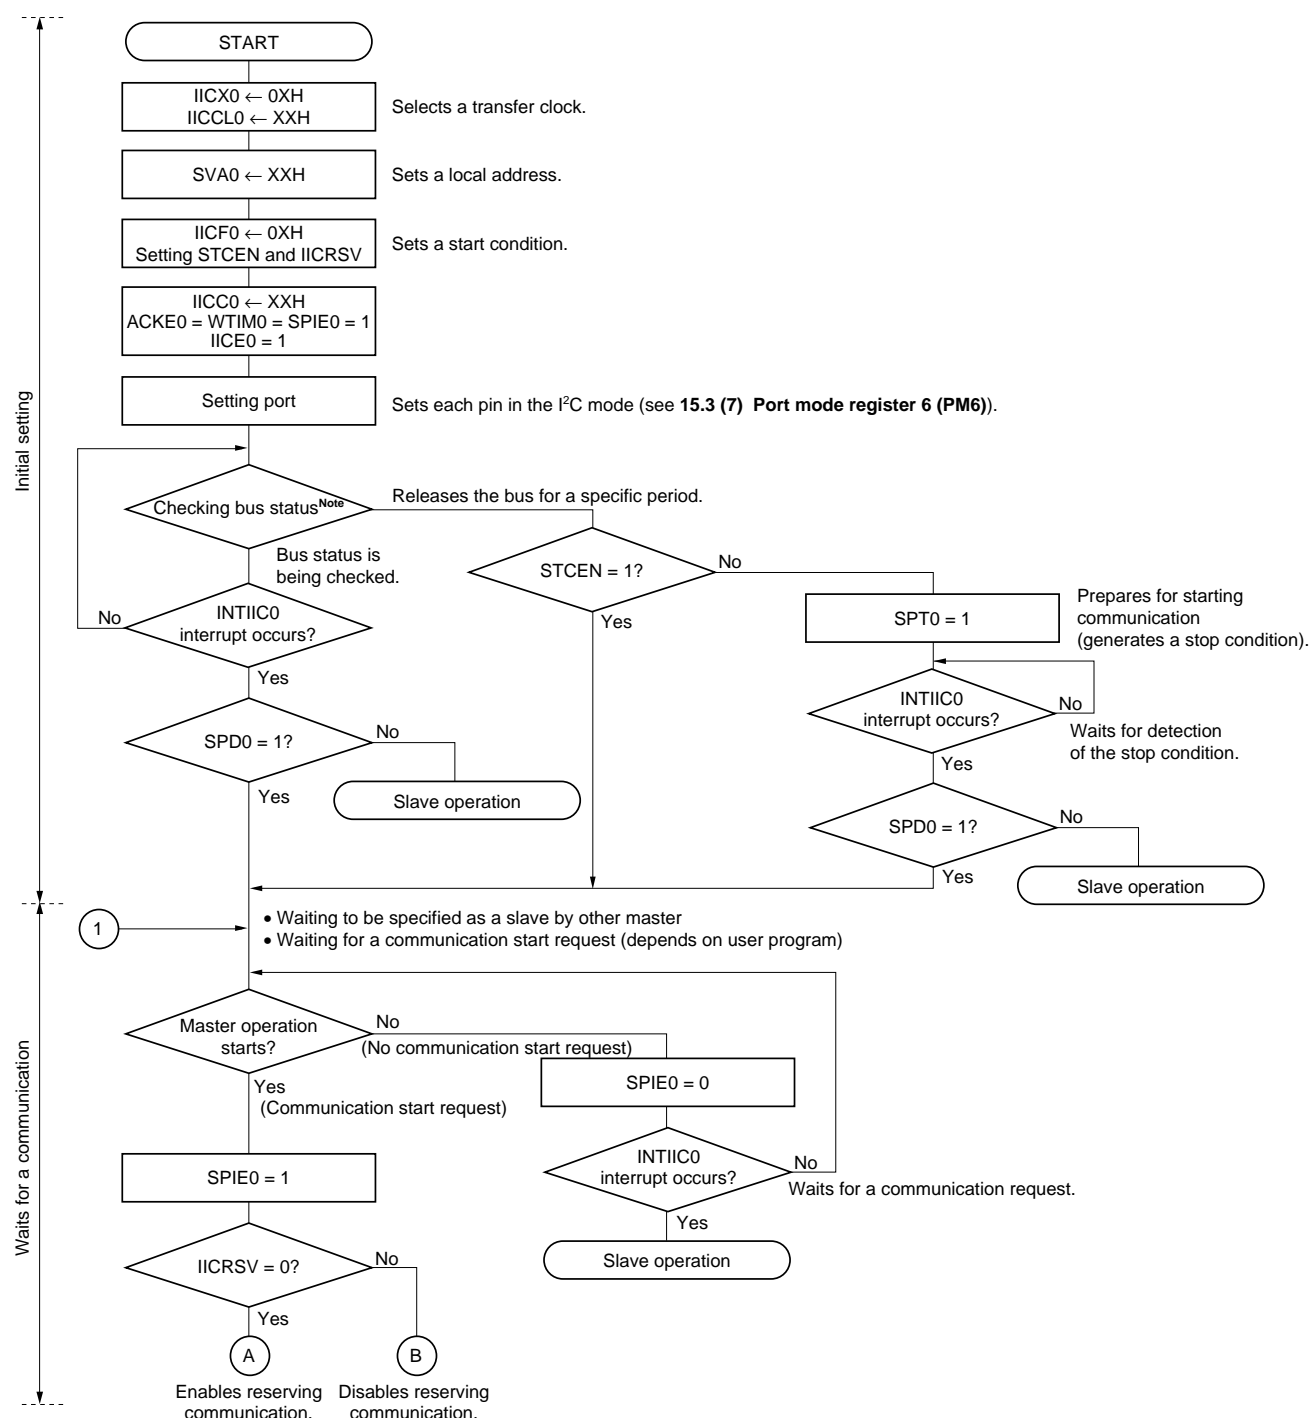 START
IICX0 ← 0XH
IICCL0 ← XXH
Selects a transfer clock.
SVA0 ← XXH
Sets a local address.
IICF0 ← 0XH
Setting STCEN and IICRSV
Sets a start condition.
IICC0 ← XXH
ACKE0 = WTIM0 = SPIE0 = 1
IICE0 = 1
Setting port
Sets each pin in the I²C mode (see 15.3 (7) Port mode register 6 (PM6)).
Initial setting
Checking bus statusNote
Releases the bus for a specific period.
Bus status is
being checked.
STCEN = 1?
No
Yes
INTIIC0
interrupt occurs?
No
Yes
SPT0 = 1
Prepares for starting
communication
(generates a stop condition).
INTIIC0
interrupt occurs?
No
Waits for detection
of the stop condition.
Yes
SPD0 = 1?
No
Yes
Slave operation
SPD0 = 1?
No
Yes
Slave operation
1
• Waiting to be specified as a slave by other master
• Waiting for a communication start request (depends on user program)
Waits for a communication
Master operation
starts?
No
(No communication start request)
Yes
(Communication start request)
SPIE0 = 0
INTIIC0
interrupt occurs?
No
Waits for a communication request.
Yes
Slave operation
SPIE0 = 1
IICRSV = 0?
No
Yes
A
B
Enables reserving
communication.
Disables reserving
communication.